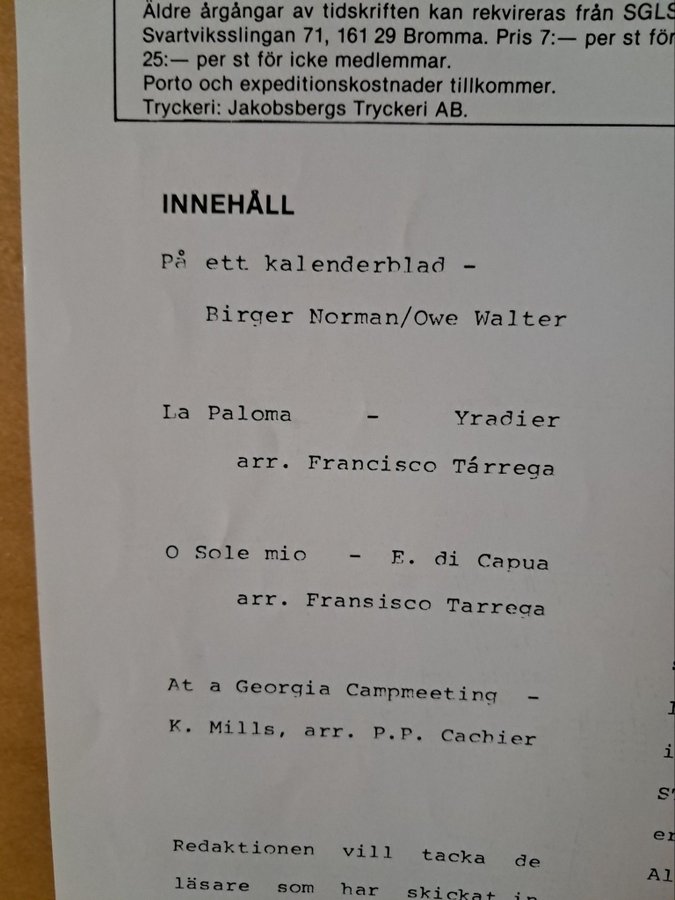 Äldre årgångar av tidskriften kan rekvireras från SGLS
Svartviksslingan 71, 161 29 Bromma. Pris 7:— per st för
25:— per st för icke medlemmar.
Porto och expeditionskostnader tillkommer.
Tryckeri: Jakobsbergs Tryckeri AB.
INNEHÅLL
På ett kalenderblad –
Birger Norman/Owe Walter
La Paloma – Yradier
arr. Francisco Tárrega
O Sole mio – E. di Capua
arr. Fransisco Tarrega
At a Georgia Campmeeting –
K. Mills, arr. P.P. Cachier
Redaktionen vill tacka de
läsare som har skickat in